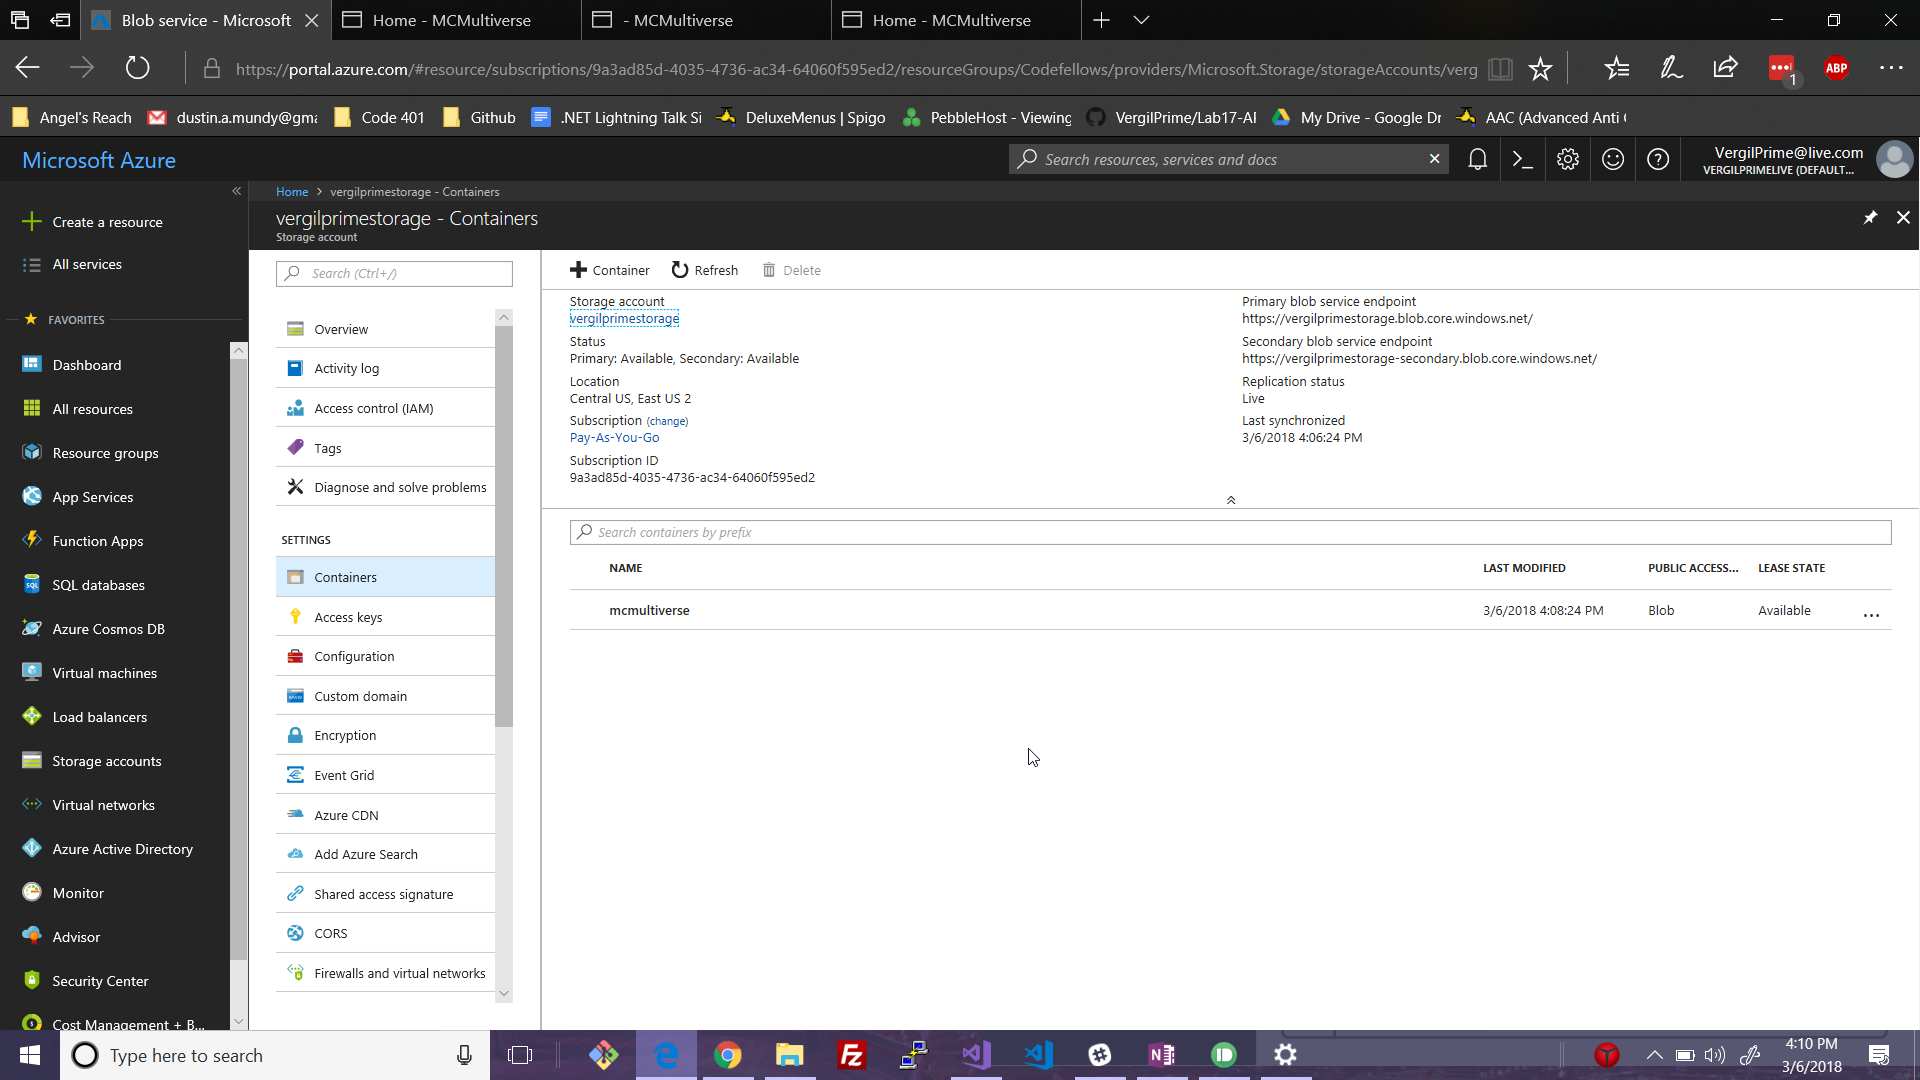 Blob service - Microsoft
Home - MCMultiverse
- MCMultiverse
Home - MCMultiverse
https://portal.azure.com/#resource/subscriptions/9a3ad85d-4035-4736-ac34-64060f595ed2/resourceGroups/Codefellows/providers/Microsoft.Storage/storageAccounts/verg
1
ABP
Angel's Reach
dustin.a.mundy@gma
Code 401
Github
.NET Lightning Talk Si
DeluxeMenus | Spigo
PebbleHost - Viewing
VergilPrime/Lab17-AP
My Drive - Google Dr
AAC (Advanced Anti
Microsoft Azure
Search resources, services and docs
VergilPrime@live.com
VERGILPRIMELIVE (DEFAULT...
Home > vergilprimestorage - Containers
vergilprimestorage - Containers
Storage account
Create a resource
All services
FAVORITES
Dashboard
All resources
Resource groups
App Services
Function Apps
SQL databases
Azure Cosmos DB
Virtual machines
Load balancers
Storage accounts
Virtual networks
Azure Active Directory
Monitor
Advisor
Security Center
Cost Management + B...
Search (Ctrl+/)
Overview
Activity log
Access control (IAM)
Tags
Diagnose and solve problems
SETTINGS
Containers
Access keys
Configuration
Custom domain
Encryption
Event Grid
Azure CDN
Add Azure Search
Shared access signature
CORS
Firewalls and virtual networks
Container
Refresh
Delete
Storage account
vergilprimestorage
Status
Primary: Available, Secondary: Available
Location
Central US, East US 2
Subscription (change)
Pay-As-You-Go
Subscription ID
9a3ad85d-4035-4736-ac34-64060f595ed2
Primary blob service endpoint
https://vergilprimestorage.blob.core.windows.net/
Secondary blob service endpoint
https://vergilprimestorage-secondary.blob.core.windows.net/
Replication status
Live
Last synchronized
3/6/2018 4:06:24 PM
Search containers by prefix
NAME LAST MODIFIED PUBLIC ACCESS... LEASE STATE
mcmultiverse 3/6/2018 4:08:24 PM Blob Available ...
Type here to search
4:10 PM
3/6/2018